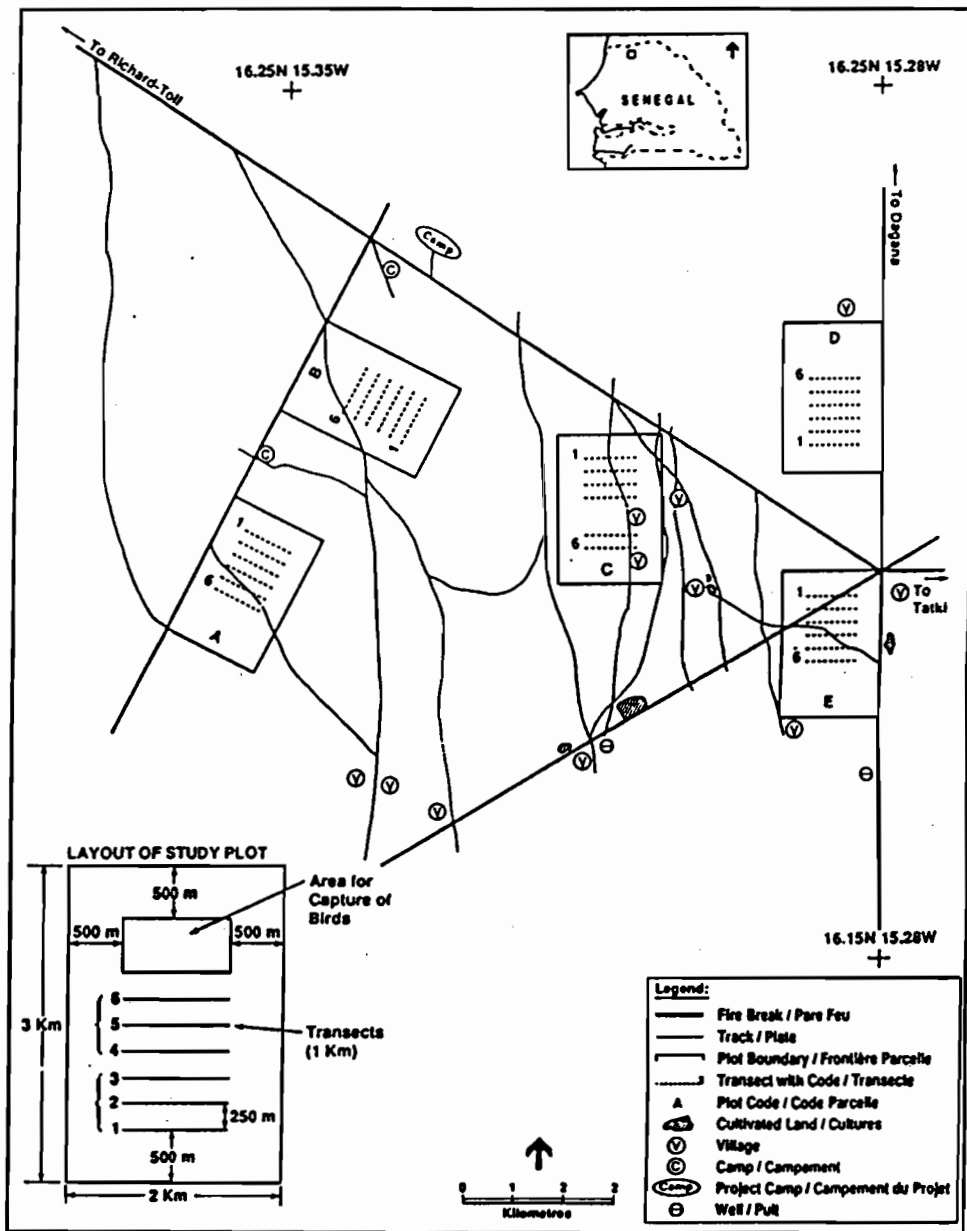 To Richard-Toll
16.25N 15.35W
SENEGAL
16.25N 15.28W
To Dagana
Camp
C
V
D
6
1
B
6
1
C
1
6
C
V
V
V
V
1
6
A
1
6
E
V
To
Tatki
V
V
V
V
V
16.15N 15.28W
LAYOUT OF STUDY PLOT
500 m
Area for
Capture of
Birds
500 m
500 m
3 Km
6
5
4
3
2
1
Transects
(1 Km)
250 m
500 m
2 Km
0 1 2 2
Kilometres
Legend:
Fire Break / Pare Feu
Track / Piste
Plot Boundary / Frontière Parcelle
Transect with Code / Transecte
A Plot Code / Code Parcelle
Cultivated Land / Cultures
V Village
C Camp / Campement
Camp Project Camp / Campement du Projet
Well / Puit